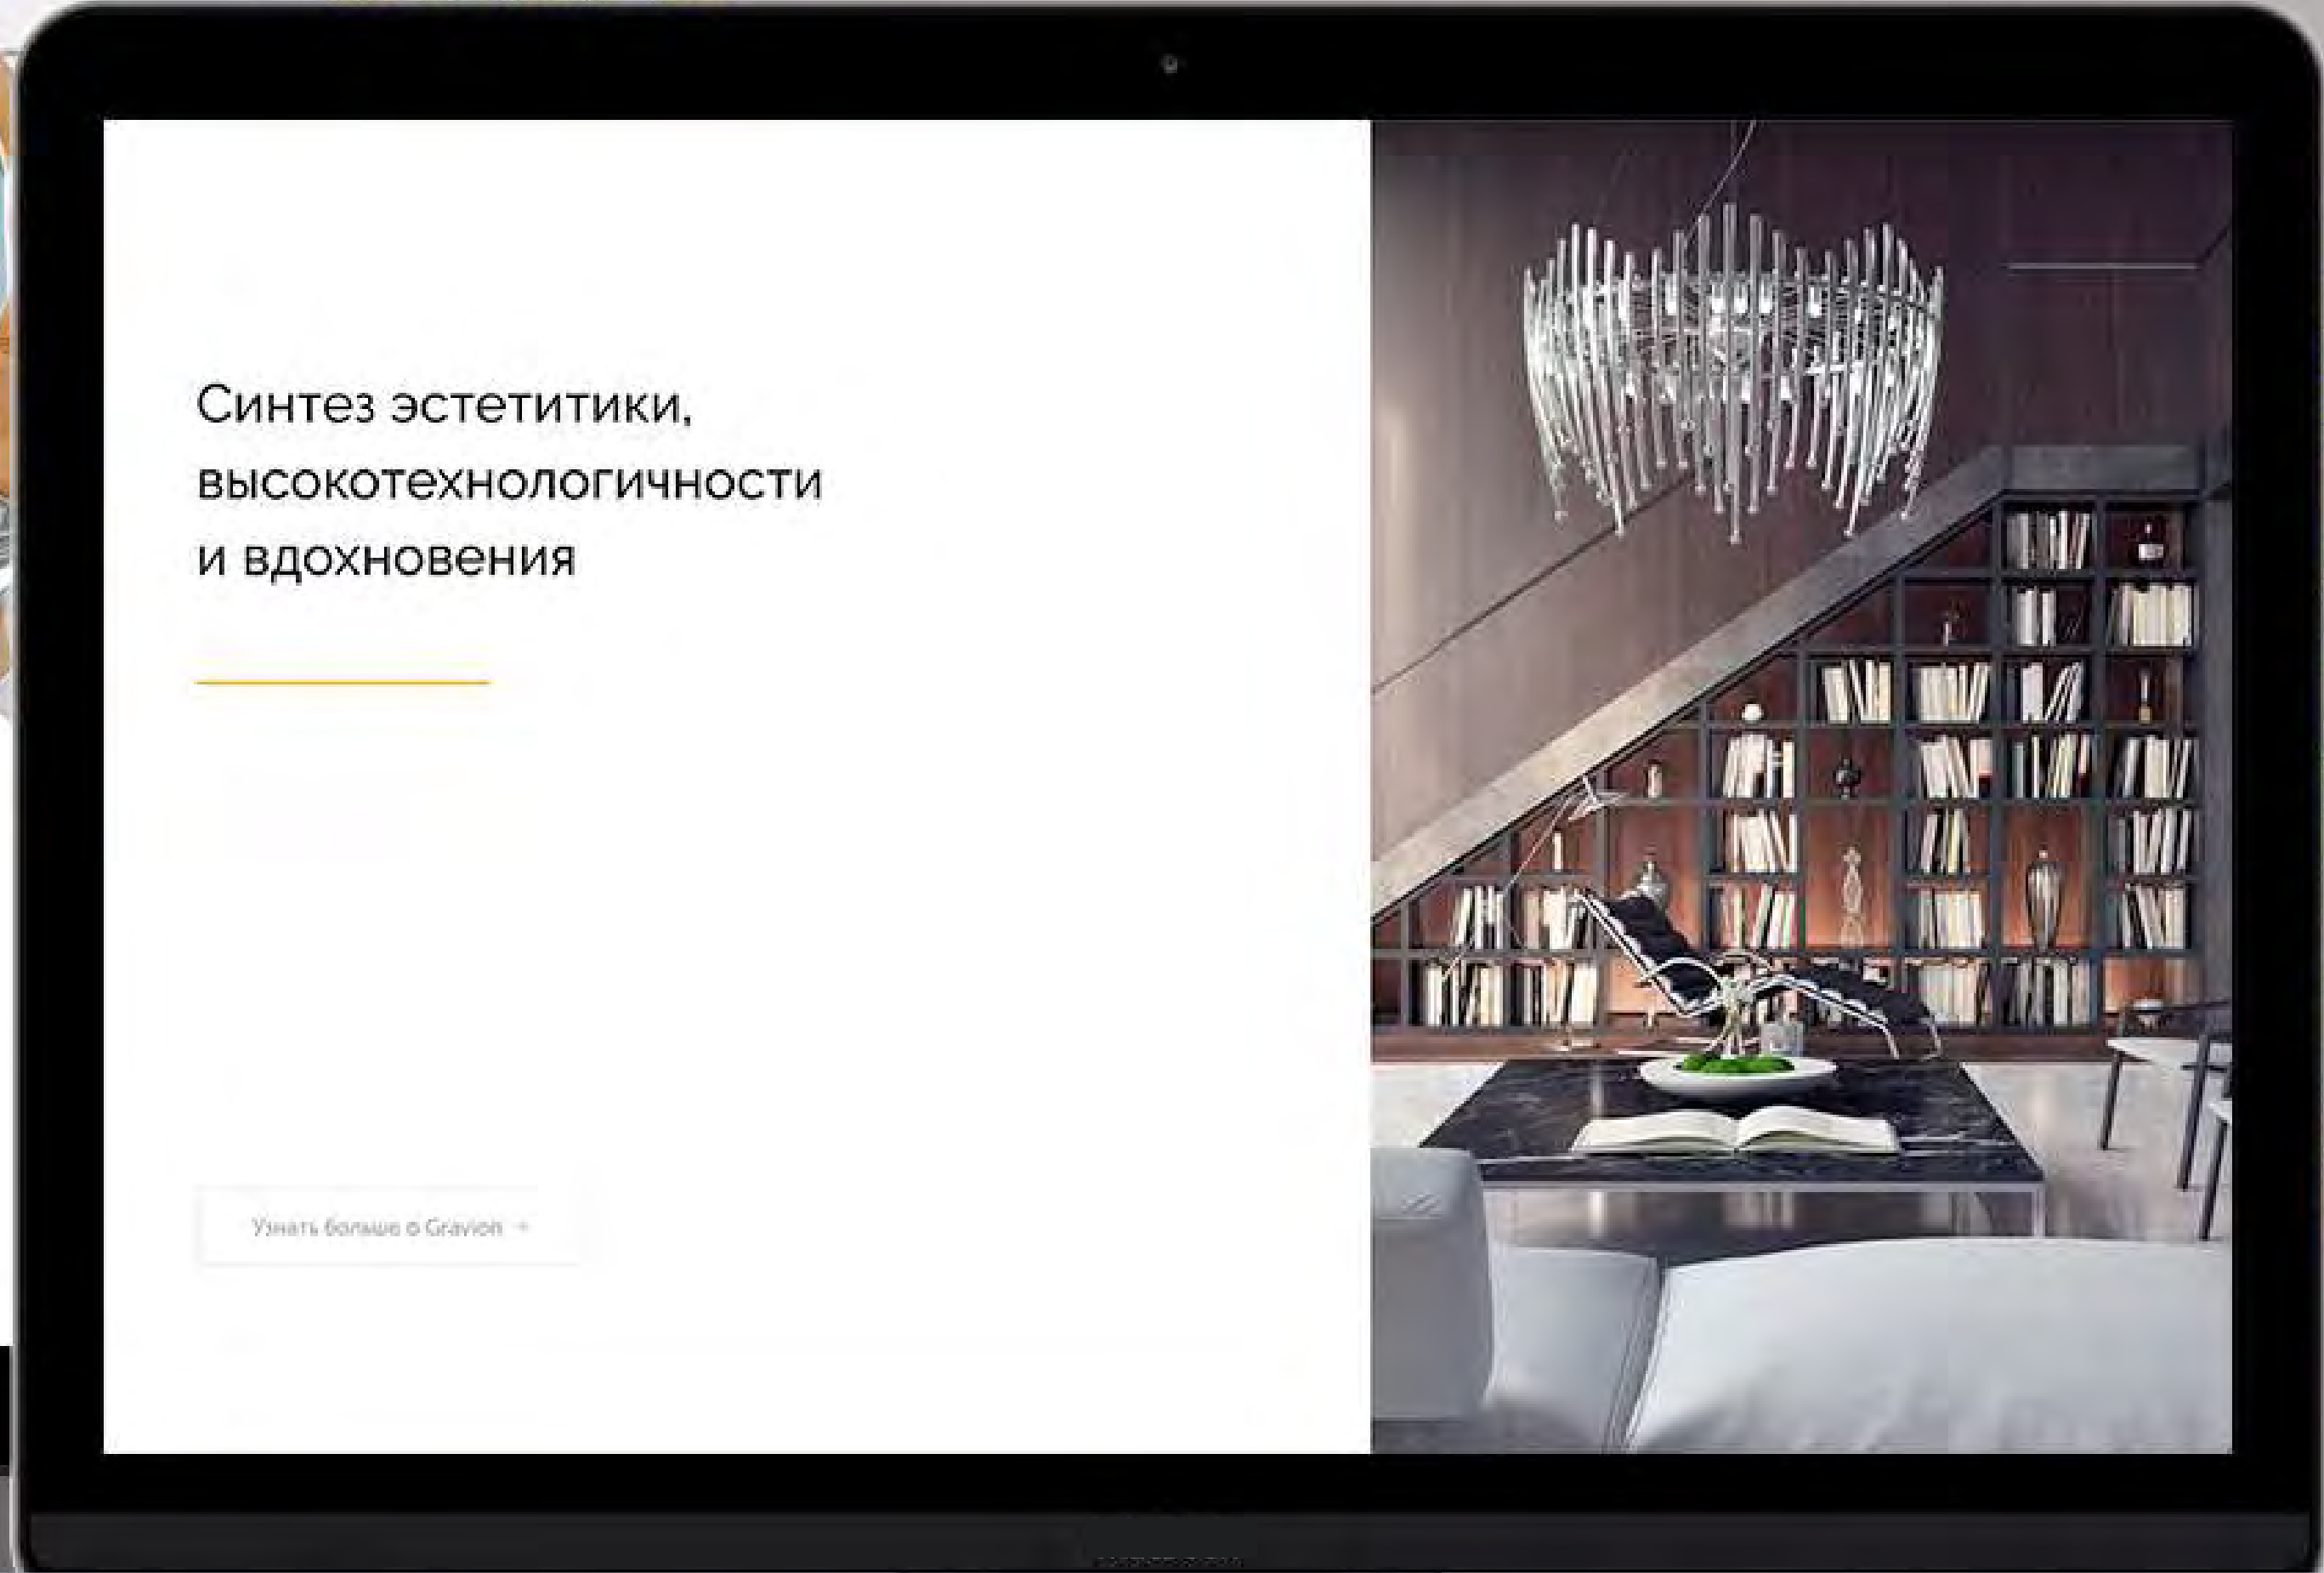 Синтез эстетитики,
высокотехнологичности
и вдохновения
Узнать больше о Gravion →